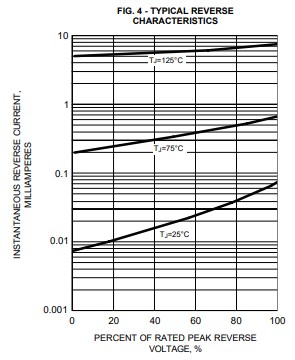 FIG. 4 - TYPICAL REVERSE
CHARACTERISTICS
INSTANTANEOUS REVERSE CURRENT,
MILLIAMPERES
10
1
0.1
0.01
0.001
TJ=125°C
TJ=75°C
TJ=25°C
0 20 40 60 80 100
PERCENT OF RATED PEAK REVERSE
VOLTAGE, %